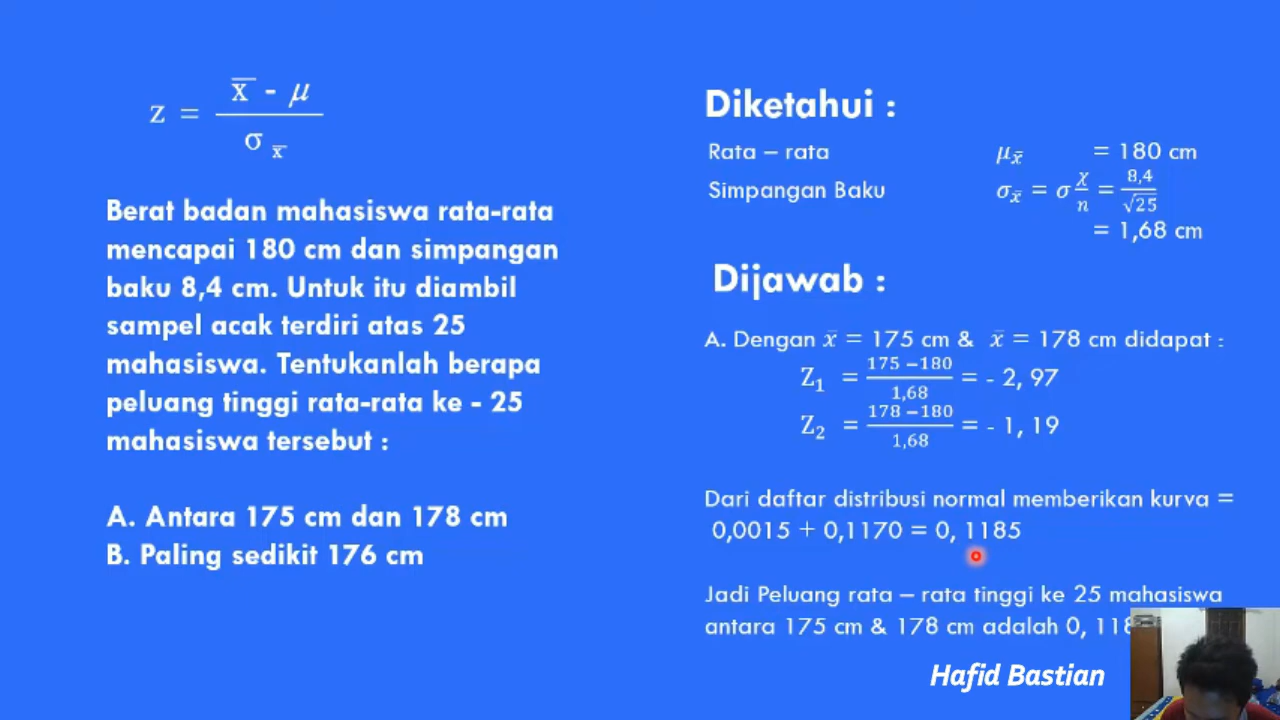 z = x̄ - μ / σ x̄
Berat badan mahasiswa rata-rata
mencapai 180 cm dan simpangan
baku 8,4 cm. Untuk itu diambil
sampel acak terdiri atas 25
mahasiswa. Tentukanlah berapa
peluang tinggi rata-rata ke - 25
mahasiswa tersebut :
A. Antara 175 cm dan 178 cm
B. Paling sedikit 176 cm
Diketahui :
Rata – rata μx̄ = 180 cm
Simpangan Baku σx̄ = σ χ/n = 8,4/√25
= 1,68 cm
Dijawab :
A. Dengan x̄ = 175 cm & x̄ = 178 cm didapat :
Z₁ = 175 –180/1,68 = - 2, 97
Z₂ = 178 –180/1,68 = - 1, 19
Dari daftar distribusi normal memberikan kurva =
0,0015 + 0,1170 = 0, 1185
Jadi Peluang rata – rata tinggi ke 25 mahasiswa
antara 175 cm & 178 cm adalah 0, 118
Hafid Bastian